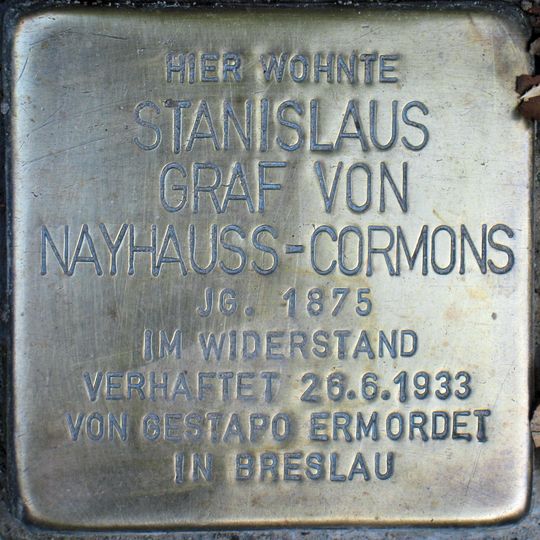 HIER WOHNTE
STANISLAUS
GRAF VON
NAYHAUSS-CORMONS
JG. 1875
IM WIDERSTAND
VERHAFTET 26.6.1933
VON GESTAPO ERMORDET
IN BRESLAU